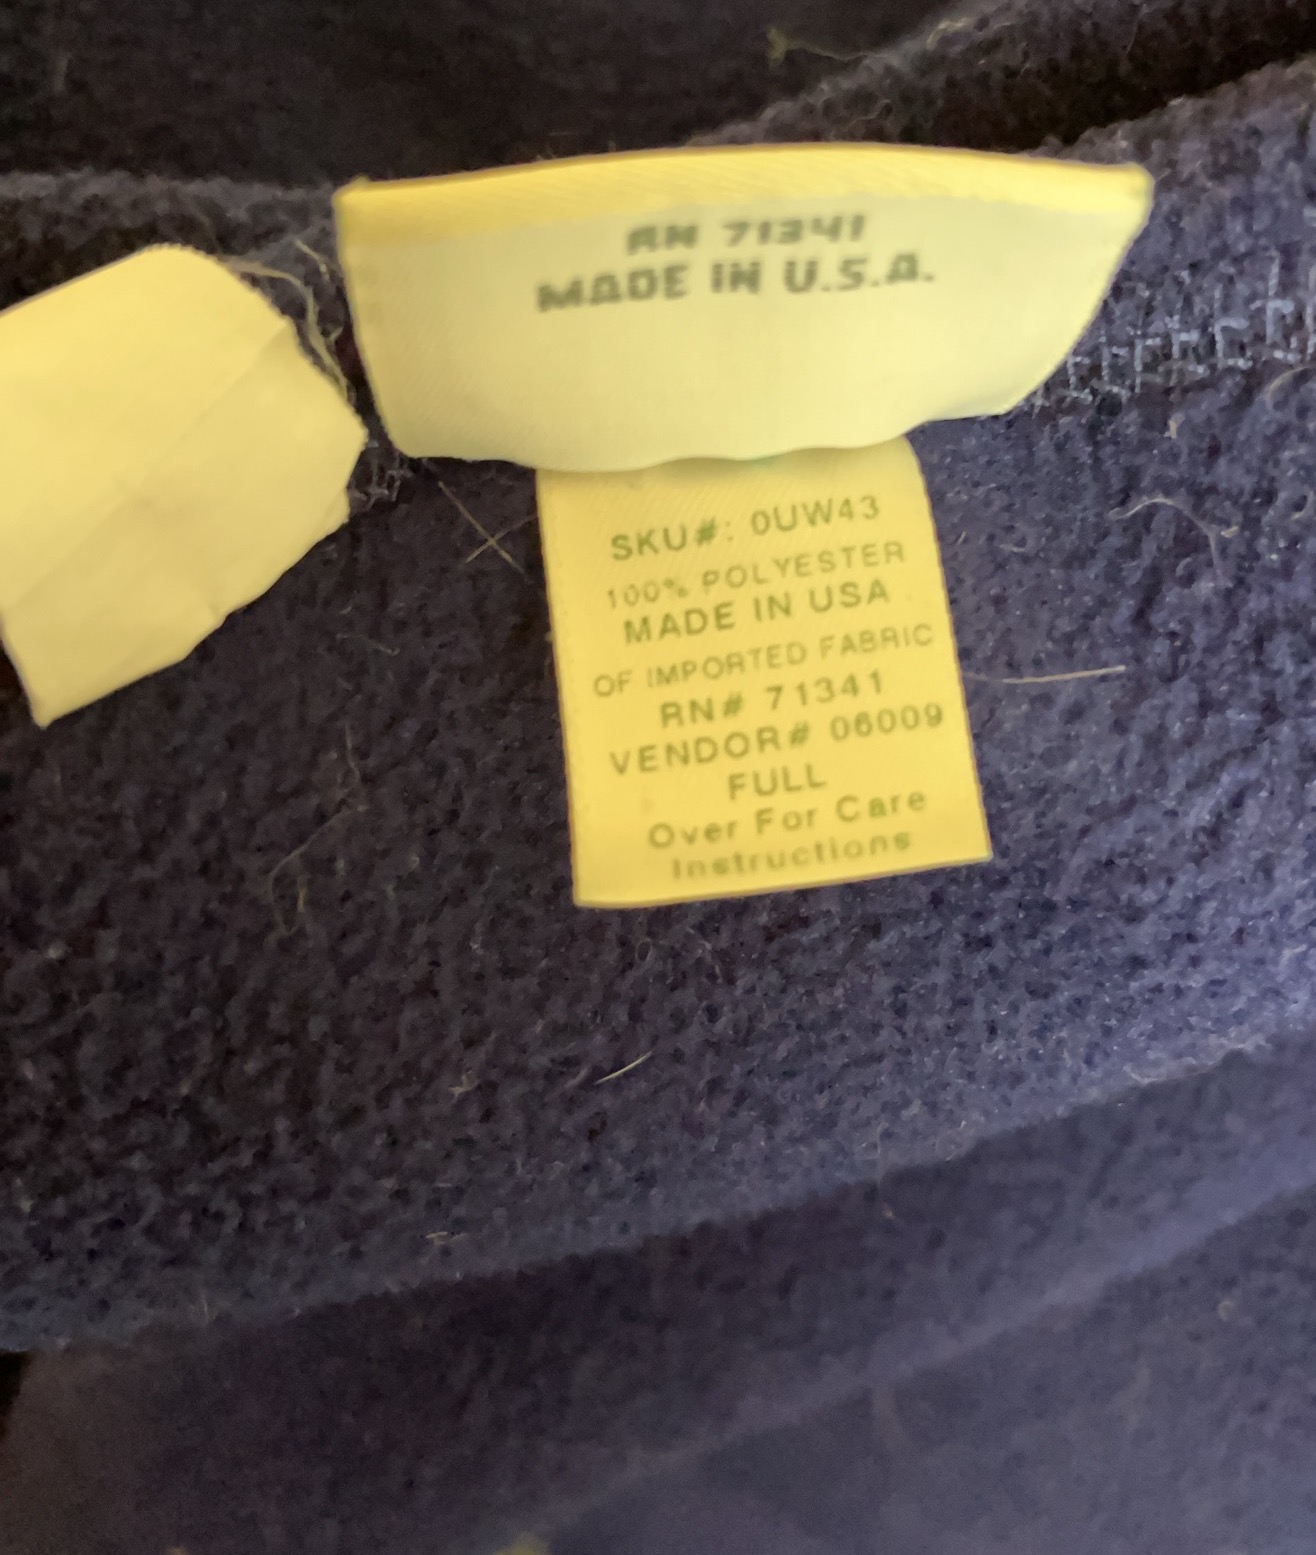 RN 71341
MADE IN U.S.A.
SKU#: 0UW43
100% POLYESTER
MADE IN USA
OF IMPORTED FABRIC
RN# 71341
VENDOR# 06009
FULL
Over For Care
Instructions